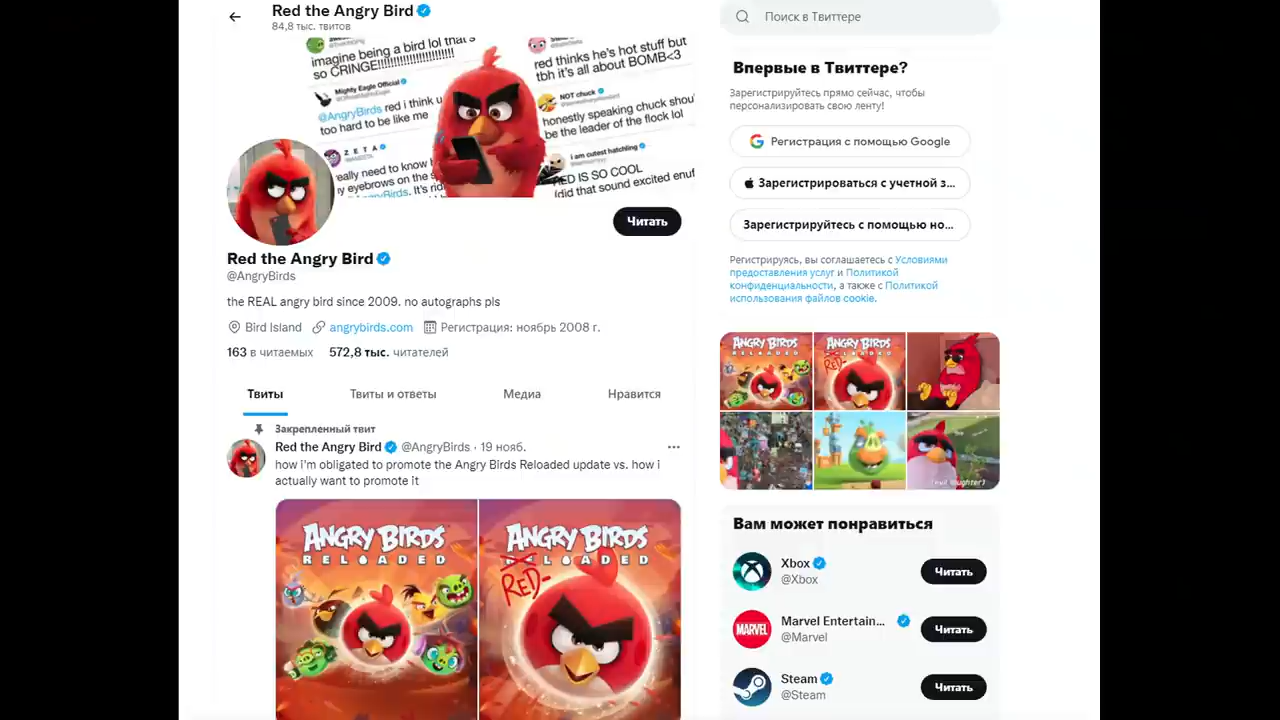 Red the Angry Bird
84,8 тыс. твитов
imagine being a bird lol that's
so CRINGE!!!!!!!!!!!!!!!!!!!!!!!
Mighty Eagle Official
@AngryBirds red i think u
too hard to be like me
Z E T A
really need to know
my eyebrows on the
red thinks he's hot stuff but
tbh it's all about BOMB<3
NOT chuck
honestly speaking chuck shou
be the leader of the flock lol
i am cutest hatchling
RED IS SO COOL
(did that sound excited enuf
Читать
Red the Angry Bird
@AngryBirds
the REAL angry bird since 2009. no autographs pls
Bird Island angrybirds.com Регистрация: ноябрь 2008 г.
163 в читаемых 572,8 тыс. читателей
Твиты Твиты и ответы Медиа Нравится
Закрепленный твит
Red the Angry Bird @AngryBirds · 19 нояб.
how i'm obligated to promote the Angry Birds Reloaded update vs. how i
actually want to promote it
ANGRY BIRDS
RELOADED
ANGRY BIRDS
RELOADED
RED-
Поиск в Твиттере
Впервые в Твиттере?
Зарегистрируйтесь прямо сейчас, чтобы
персонализировать свою ленту!
Регистрация с помощью Google
Зарегистрироваться с учетной з...
Зарегистрируйтесь с помощью но...
Регистрируясь, вы соглашаетесь с Условиями
предоставления услуг и Политикой
конфиденциальности, а также с Политикой
использования файлов cookie.
ANGRY BIRDS
RELOADED
ANGRY BIRDS
RED-
Вам может понравиться
Xbox
@Xbox
Читать
MARVEL
Marvel Entertain...
@Marvel
Читать
Steam
@Steam
Читать